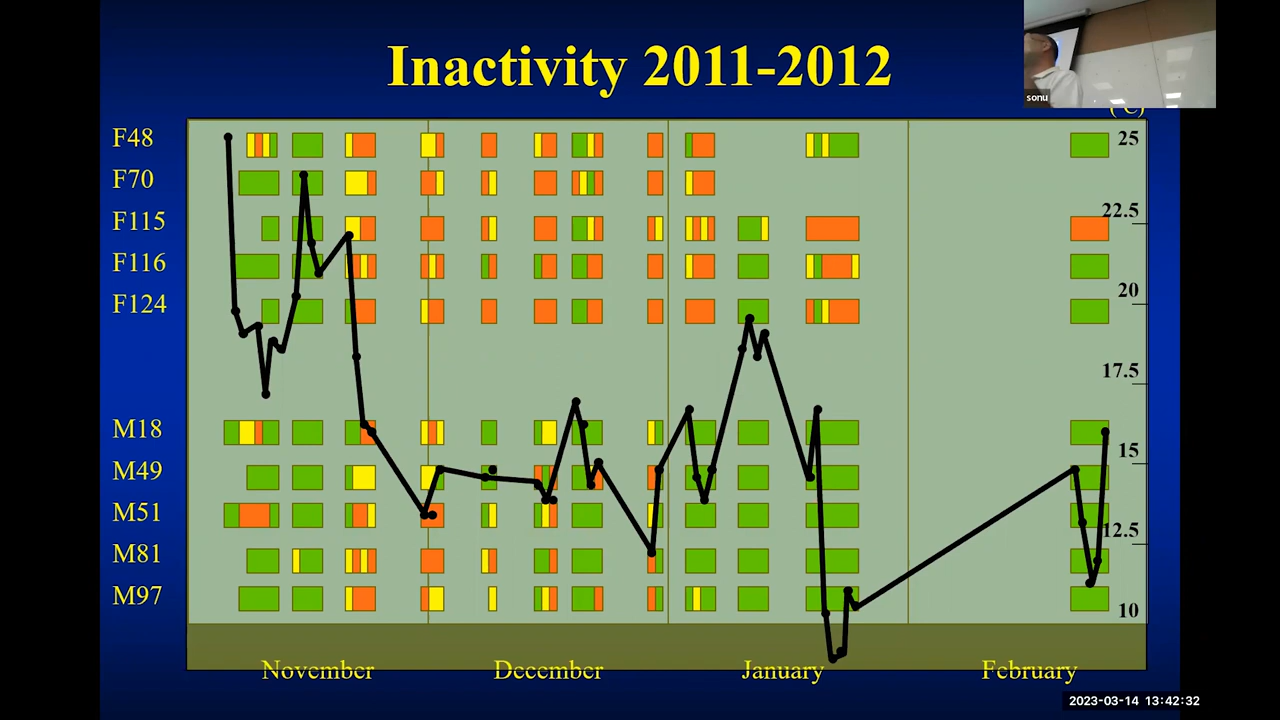 Inactivity 2011-2012
sonu
(°C)
F48
25
F70
F115
22.5
F116
F124
20
17.5
M18
15
M49
M51
12.5
M81
M97
10
November December January February
2023-03-14 13:42:32